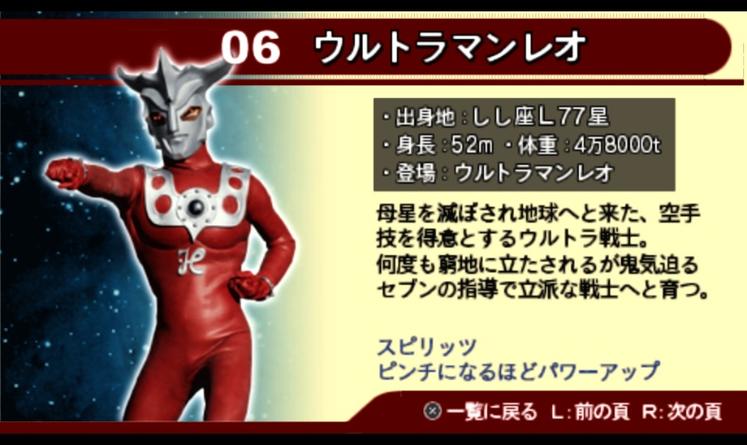 06 ウルトラマンレオ
・出身地：しし座L77星
・身長：52m ・体重：4万8000t
・登場：ウルトラマンレオ
母星を滅ぼされ地球へと来た、空手
技を得意とするウルトラ戦士。
何度も窮地に立たされるが鬼気迫る
セブンの指導で立派な戦士へと育つ。
スピリッツ
ピンチになるほどパワーアップ
一覧に戻る L：前の頁 R：次の頁